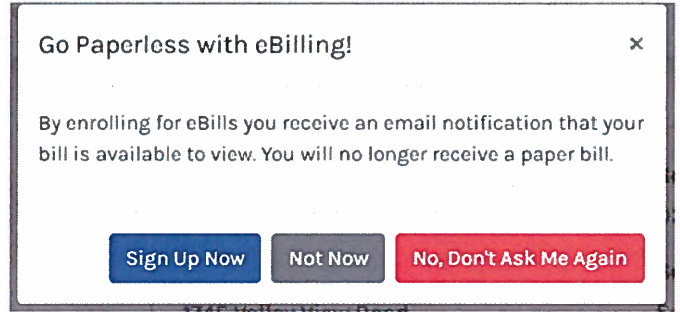 Go Paperless with eBilling!
×
By enrolling for eBills you receive an email notification that your
bill is available to view. You will no longer receive a paper bill.
Sign Up Now
Not Now
No, Don't Ask Me Again